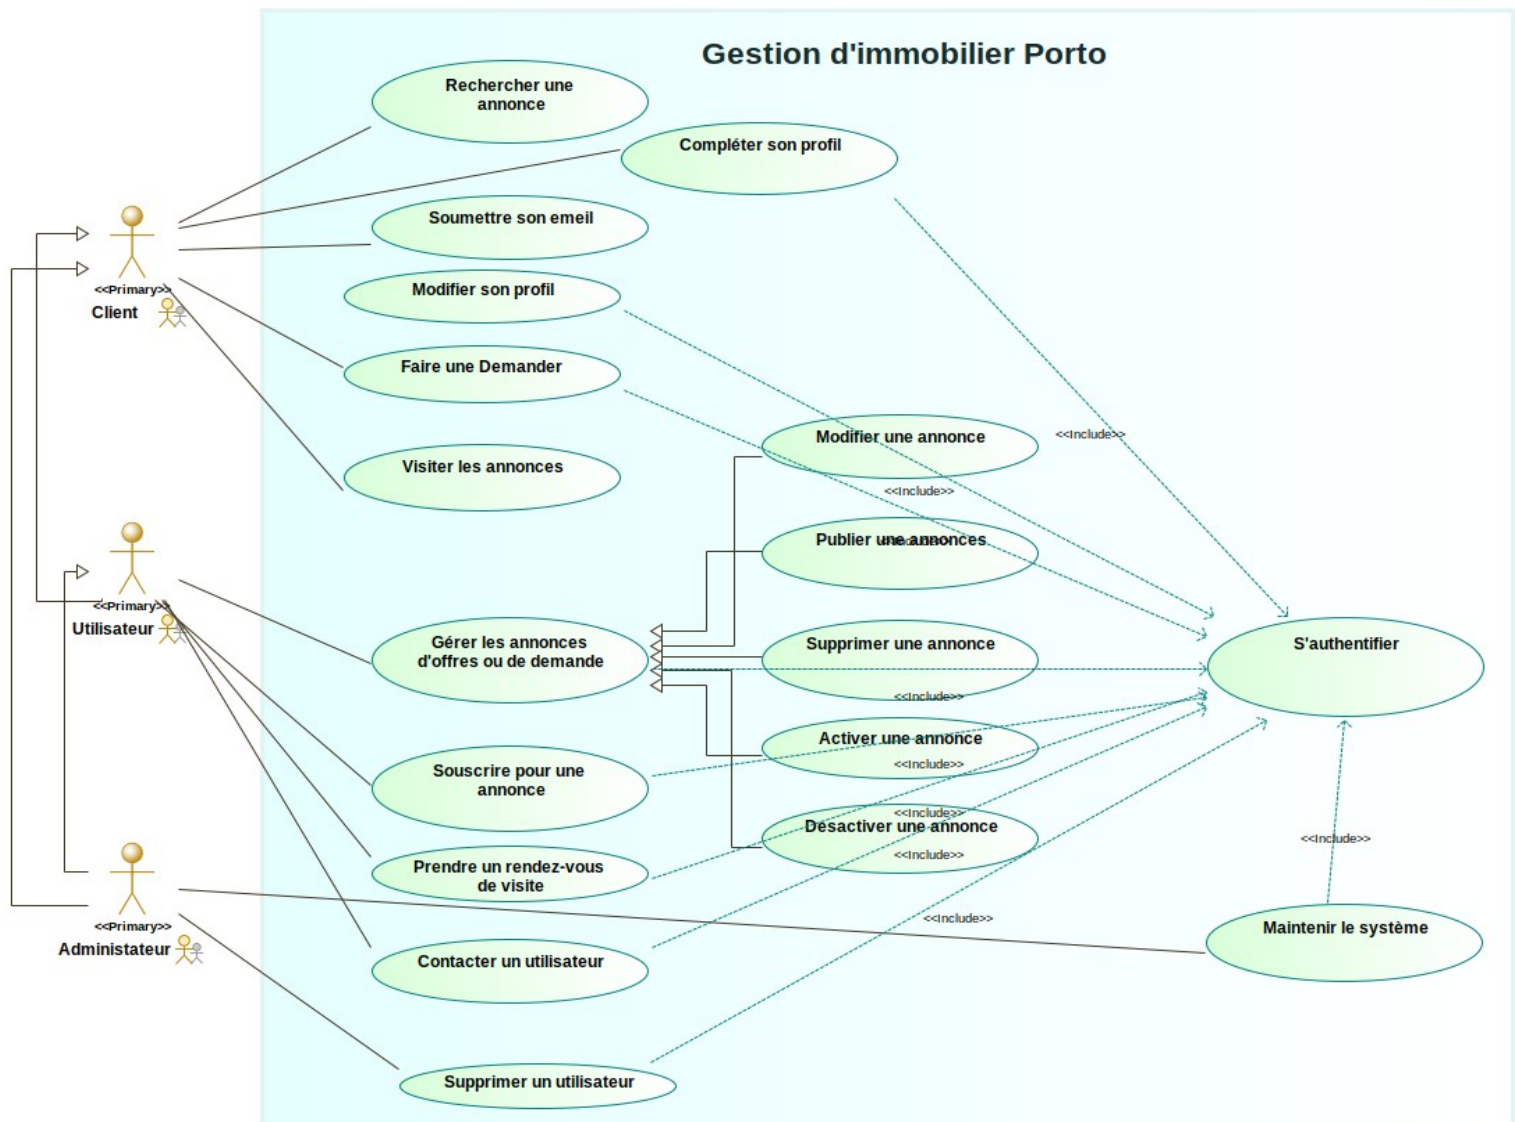 Gestion d'immobilier Porto
Rechercher une
annonce
Compléter son profil
Soumettre son emeil
Modifier son profil
<<Primary>>
Client
Faire une Demander
Modifier une annonce
<<Include>>
Visiter les annonces
<<Include>>
Publier une annonces
<<Include>>
<<Primary>>
Utilisateur
Gérer les annonces
d'offres ou de demande
Supprimer une annonce
S'authentifier
<<Include>>
Activer une annonce
<<Include>>
Souscrire pour une
annonce
<<Include>>
Désactiver une annonce
<<Include>>
<<Include>>
Prendre un rendez-vous
de visite
<<Include>>
<<Primary>>
Administateur
Maintenir le système
Contacter un utilisateur
Supprimer un utilisateur